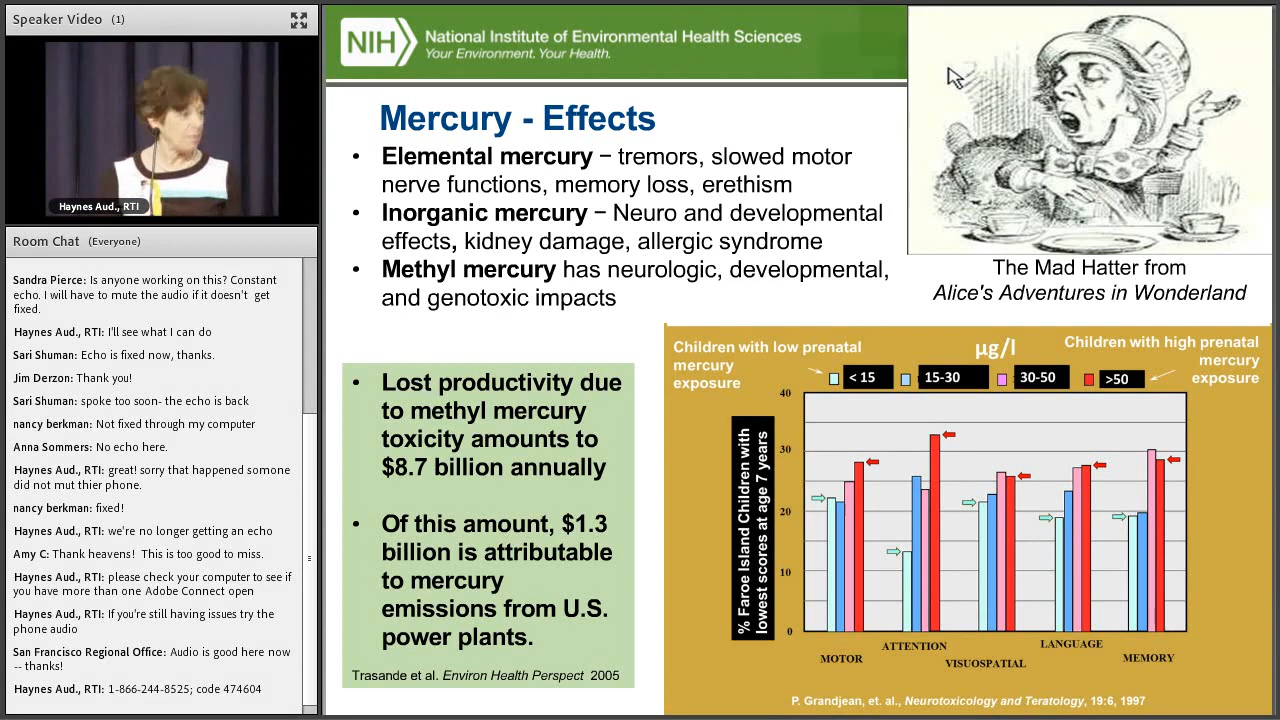 Speaker Video (1)
Haynes Aud., RTI
Room Chat (Everyone)
Sandra Pierce: Is anyone working on this? Constant
echo. I will have to mute the audio if it doesn't get
fixed.
Haynes Aud., RTI: I'll see what I can do
Sari Shuman: Echo is fixed now, thanks.
Jim Derzon: Thank you!
Sari Shuman: spoke too soon- the echo is back
nancy berkman: Not fixed through my computer
Anne Sommers: No echo here.
Haynes Aud., RTI: great! sorry that happened somone
did not mut thier phone.
nancy berkman: fixed!
Haynes Aud., RTI: we're no longer getting an echo
Amy C: Thank heavens! This is too good to miss.
Haynes Aud., RTI: please check your computer to see if
you have more than one Adobe Connect open
Haynes Aud., RTI: If you're still having issues try the
phone audio
San Francisco Regional Office: Audio is good here now
-- thanks!
Haynes Aud., RTI: 1-866-244-8525; code 474604
NIH
National Institute of Environmental Health Sciences
Your Environment. Your Health.
Mercury - Effects
• Elemental mercury – tremors, slowed motor
nerve functions, memory loss, erethism
• Inorganic mercury – Neuro and developmental
effects, kidney damage, allergic syndrome
• Methyl mercury has neurologic, developmental,
and genotoxic impacts
The Mad Hatter from
Alice's Adventures in Wonderland
• Lost productivity due
to methyl mercury
toxicity amounts to
$8.7 billion annually
• Of this amount, $1.3
billion is attributable
to mercury
emissions from U.S.
power plants.
Trasande et al. Environ Health Perspect 2005
Children with low prenatal
mercury
exposure
µg/l
Children with high prenatal
mercury
exposure
< 15
15-30
30-50
>50
% Faroe Island Children with
lowest scores at age 7 years
40
30
20
10
0
MOTOR
ATTENTION
VISUOSPATIAL
LANGUAGE
MEMORY
P. Grandjean, et. al., Neurotoxicology and Teratology, 19:6, 1997